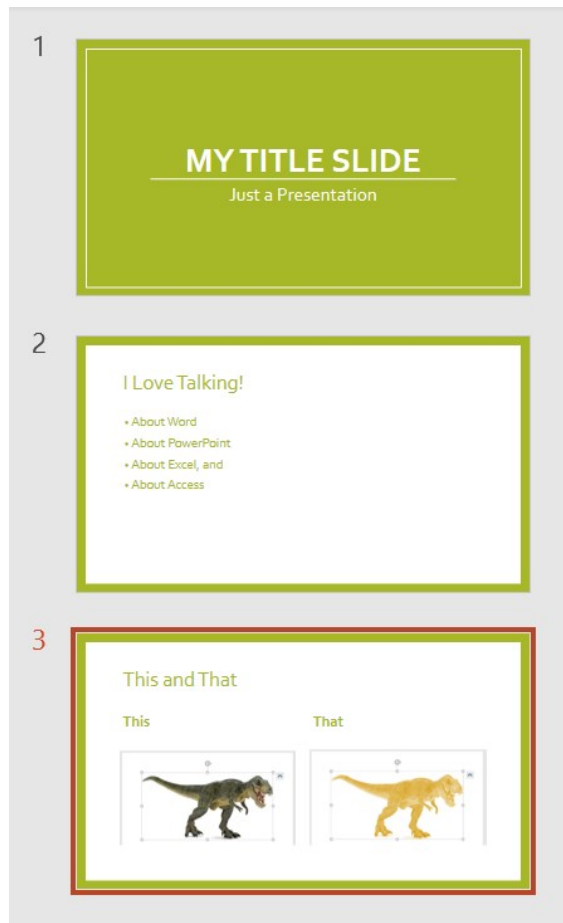 1
MY TITLE SLIDE
Just a Presentation
2
I Love Talking!
• About Word
• About PowerPoint
• About Excel, and
• About Access
3
This and That
This That